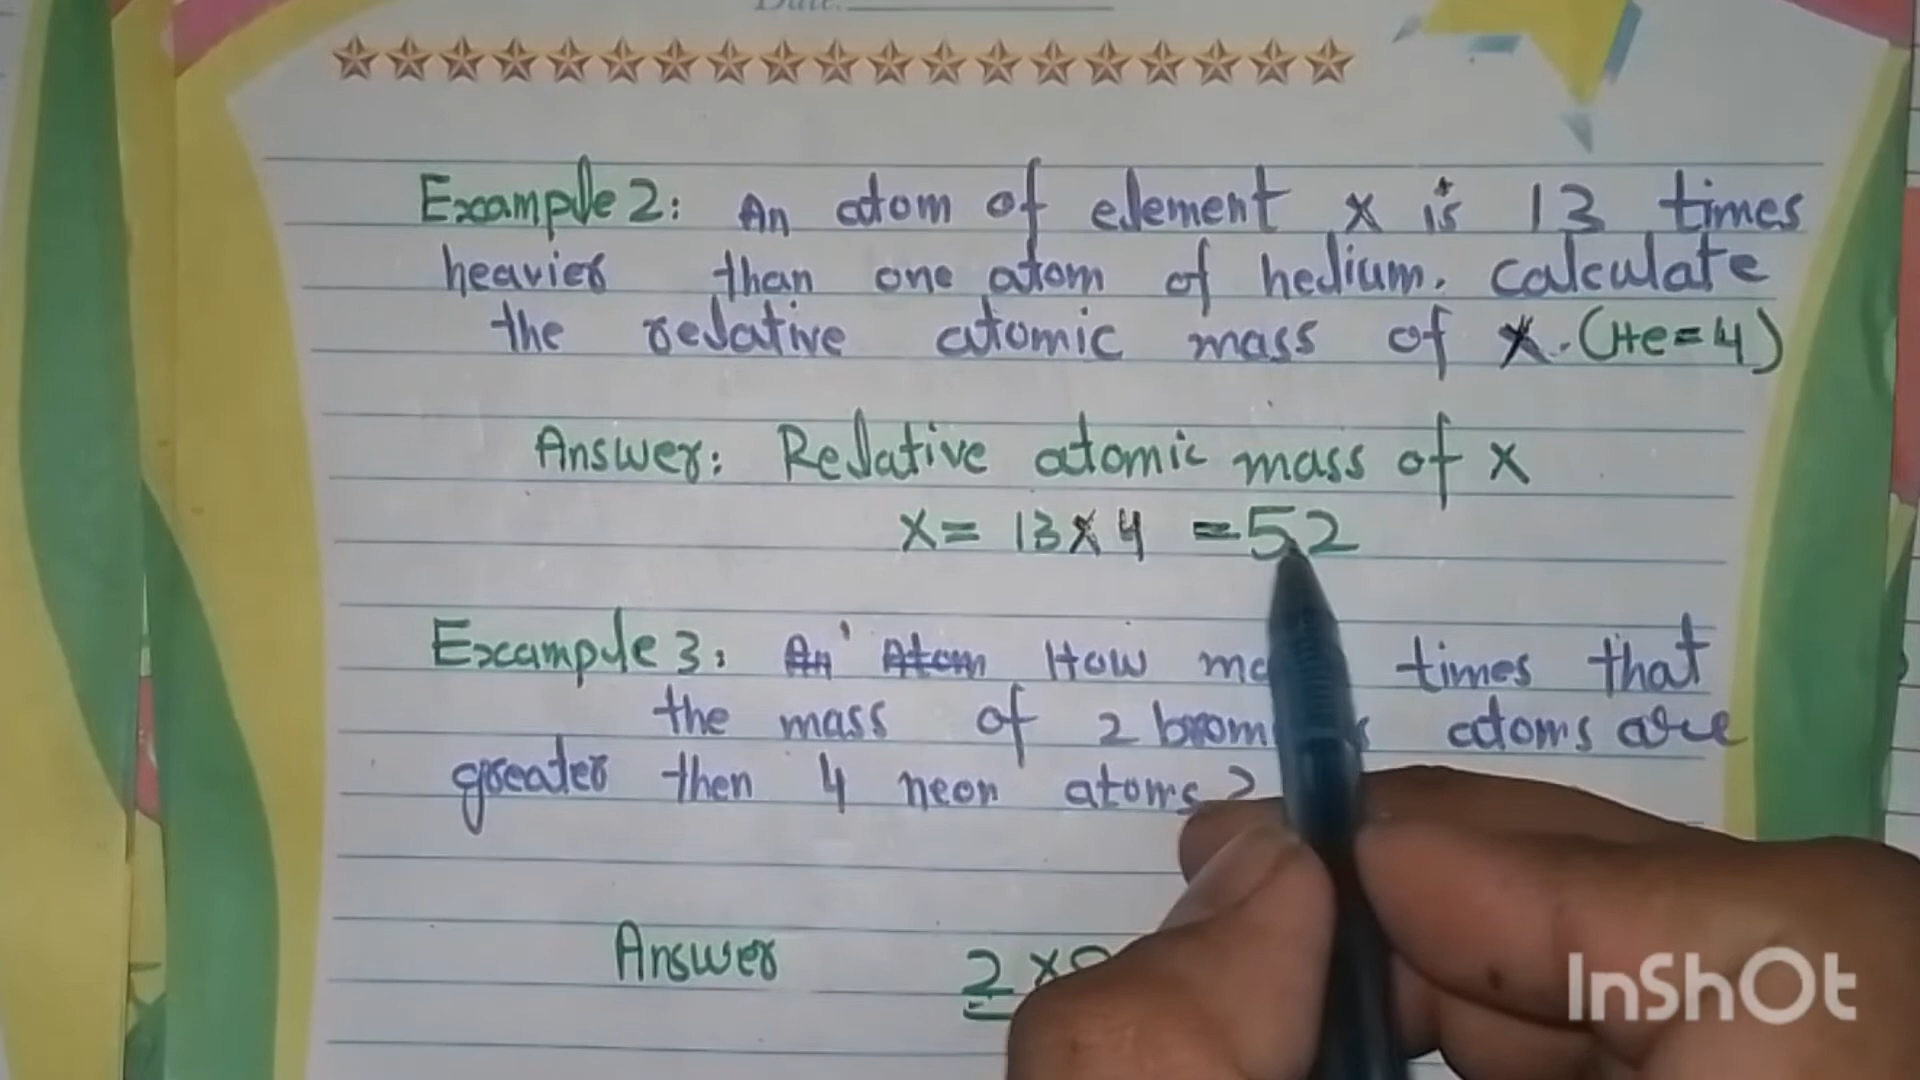 Date:
Example 2: An atom of element X is 13 times
heavier than one atom of helium. Calculate
the relative atomic mass of X. (He=4)
Answer: Relative atomic mass of X
X = 13 x 4 = 52
Example 3: An Atom How times that
the mass of 2 atoms are
greater then 4 neon atoms?
Answer 2 x
InShOt